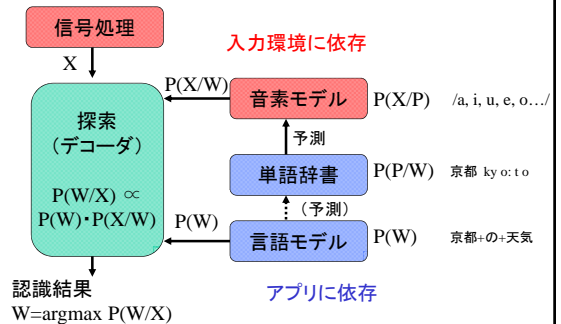 信号処理
入力環境に依存
X
P(X/W)
音素モデル
P(X/P)
/a, i, u, e, o…/
探索
（デコーダ）
予測
単語辞書
P(P/W)
京都 ky o: t o
P(W/X) ∝
P(W)・P(X/W)
（予測）
P(W)
言語モデル
P(W)
京都+の+天気
認識結果
アプリに依存
W=argmax P(W/X)